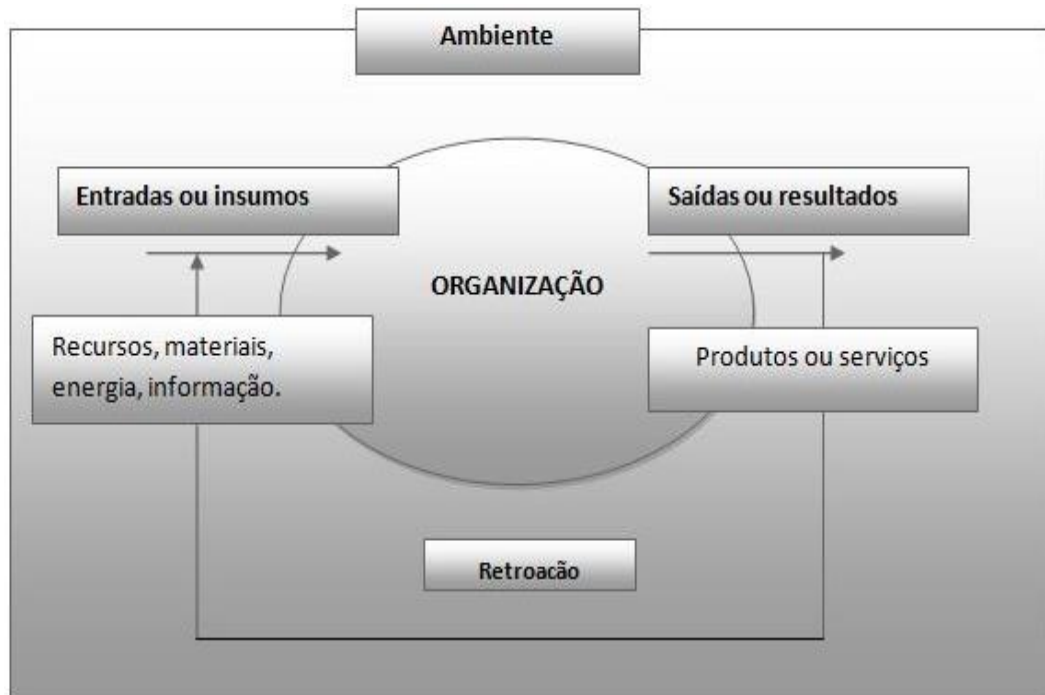 Ambiente
Entradas ou insumos
Saídas ou resultados
ORGANIZAÇÃO
Recursos, materiais,
energia, informação.
Produtos ou serviços
Retroacão